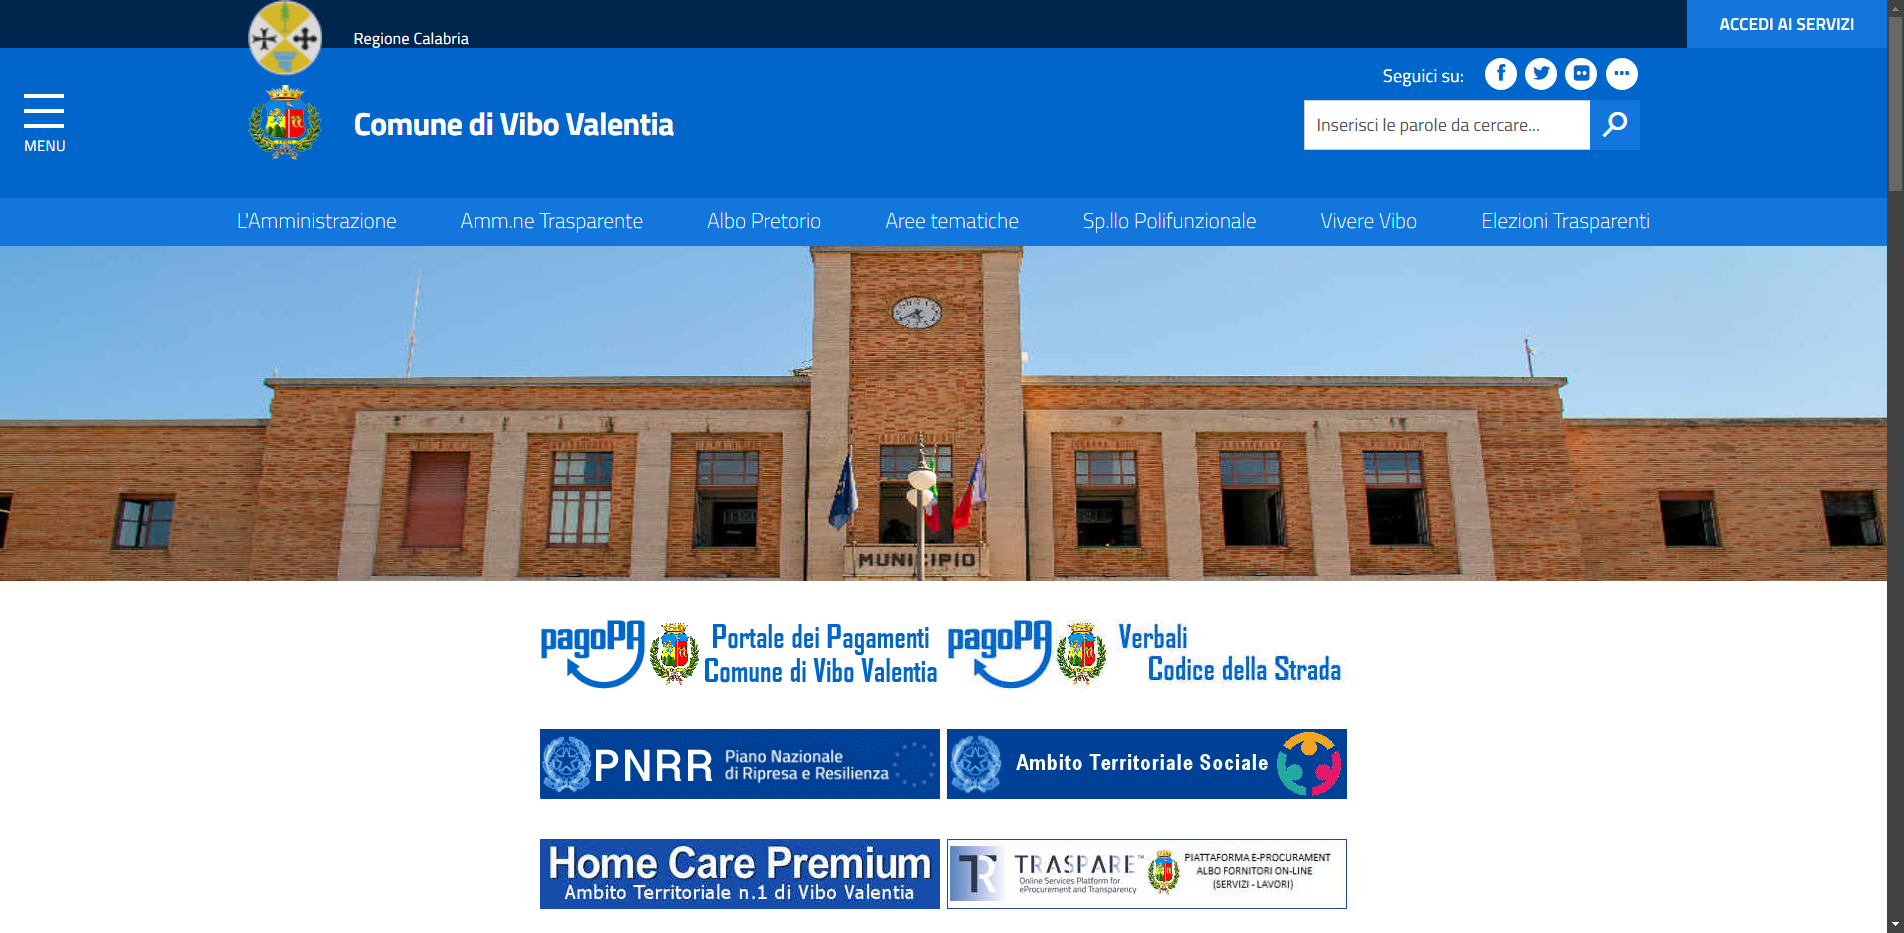 Regione Calabria
ACCEDI AI SERVIZI
Seguici su:
MENU
Comune di Vibo Valentia
Inserisci le parole da cercare...
L'Amministrazione
Amm.ne Trasparente
Albo Pretorio
Aree tematiche
Sp.llo Polifunzionale
Vivere Vibo
Elezioni Trasparenti
MUNICIPIO
pagoPA
Portale dei Pagamenti
Comune di Vibo Valentia
pagoPA
Verbali
Codice della Strada
PNRR
Piano Nazionale
di Ripresa e Resilienza
Ambito Territoriale Sociale
Home Care Premium
Ambito Territoriale n.1 di Vibo Valentia
TR
TRASPARE™
Online Services Platform for
eProcurement and Transparency
PIATTAFORMA E-PROCURAMENT
ALBO FORNITORI ON-LINE
(SERVIZI - LAVORI)